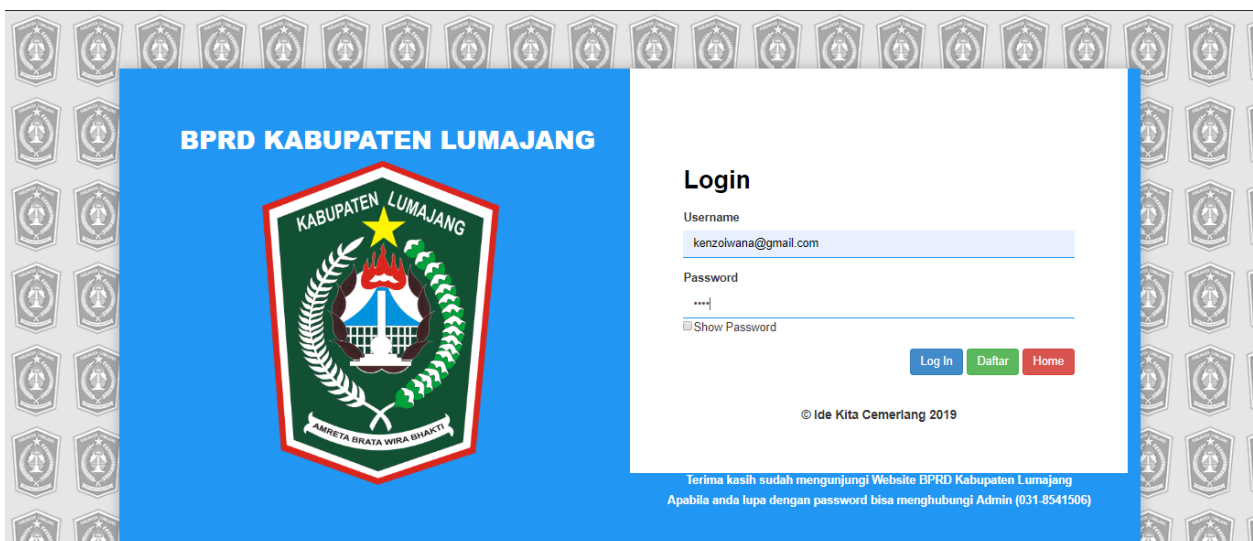 BPRD KABUPATEN LUMAJANG
KABUPATEN LUMAJANG
AMRETA BRATA WIRA BHAKTI
Login
Username
kenzoiwana@gmail.com
Password
••••
Show Password
Log In Daftar Home
© Ide Kita Cemerlang 2019
Terima kasih sudah mengunjungi Website BPRD Kabupaten Lumajang
Apabila anda lupa dengan password bisa menghubungi Admin (031-8541506)